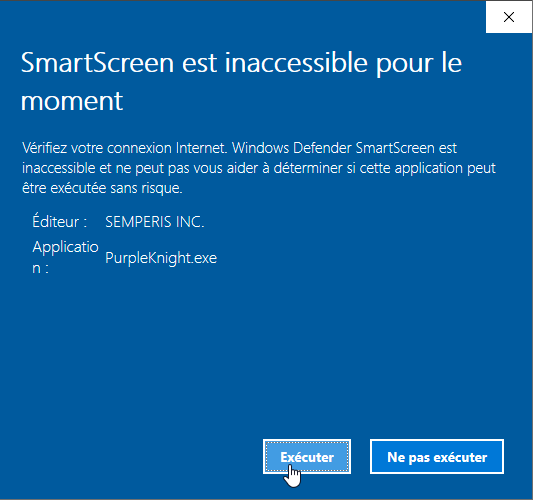 SmartScreen est inaccessible pour le
moment
Vérifiez votre connexion Internet. Windows Defender SmartScreen est
inaccessible et ne peut pas vous aider à déterminer si cette application peut
être exécutée sans risque.
Éditeur : SEMPERIS INC.
Applicatio
n : PurpleKnight.exe
Exécuter Ne pas exécuter